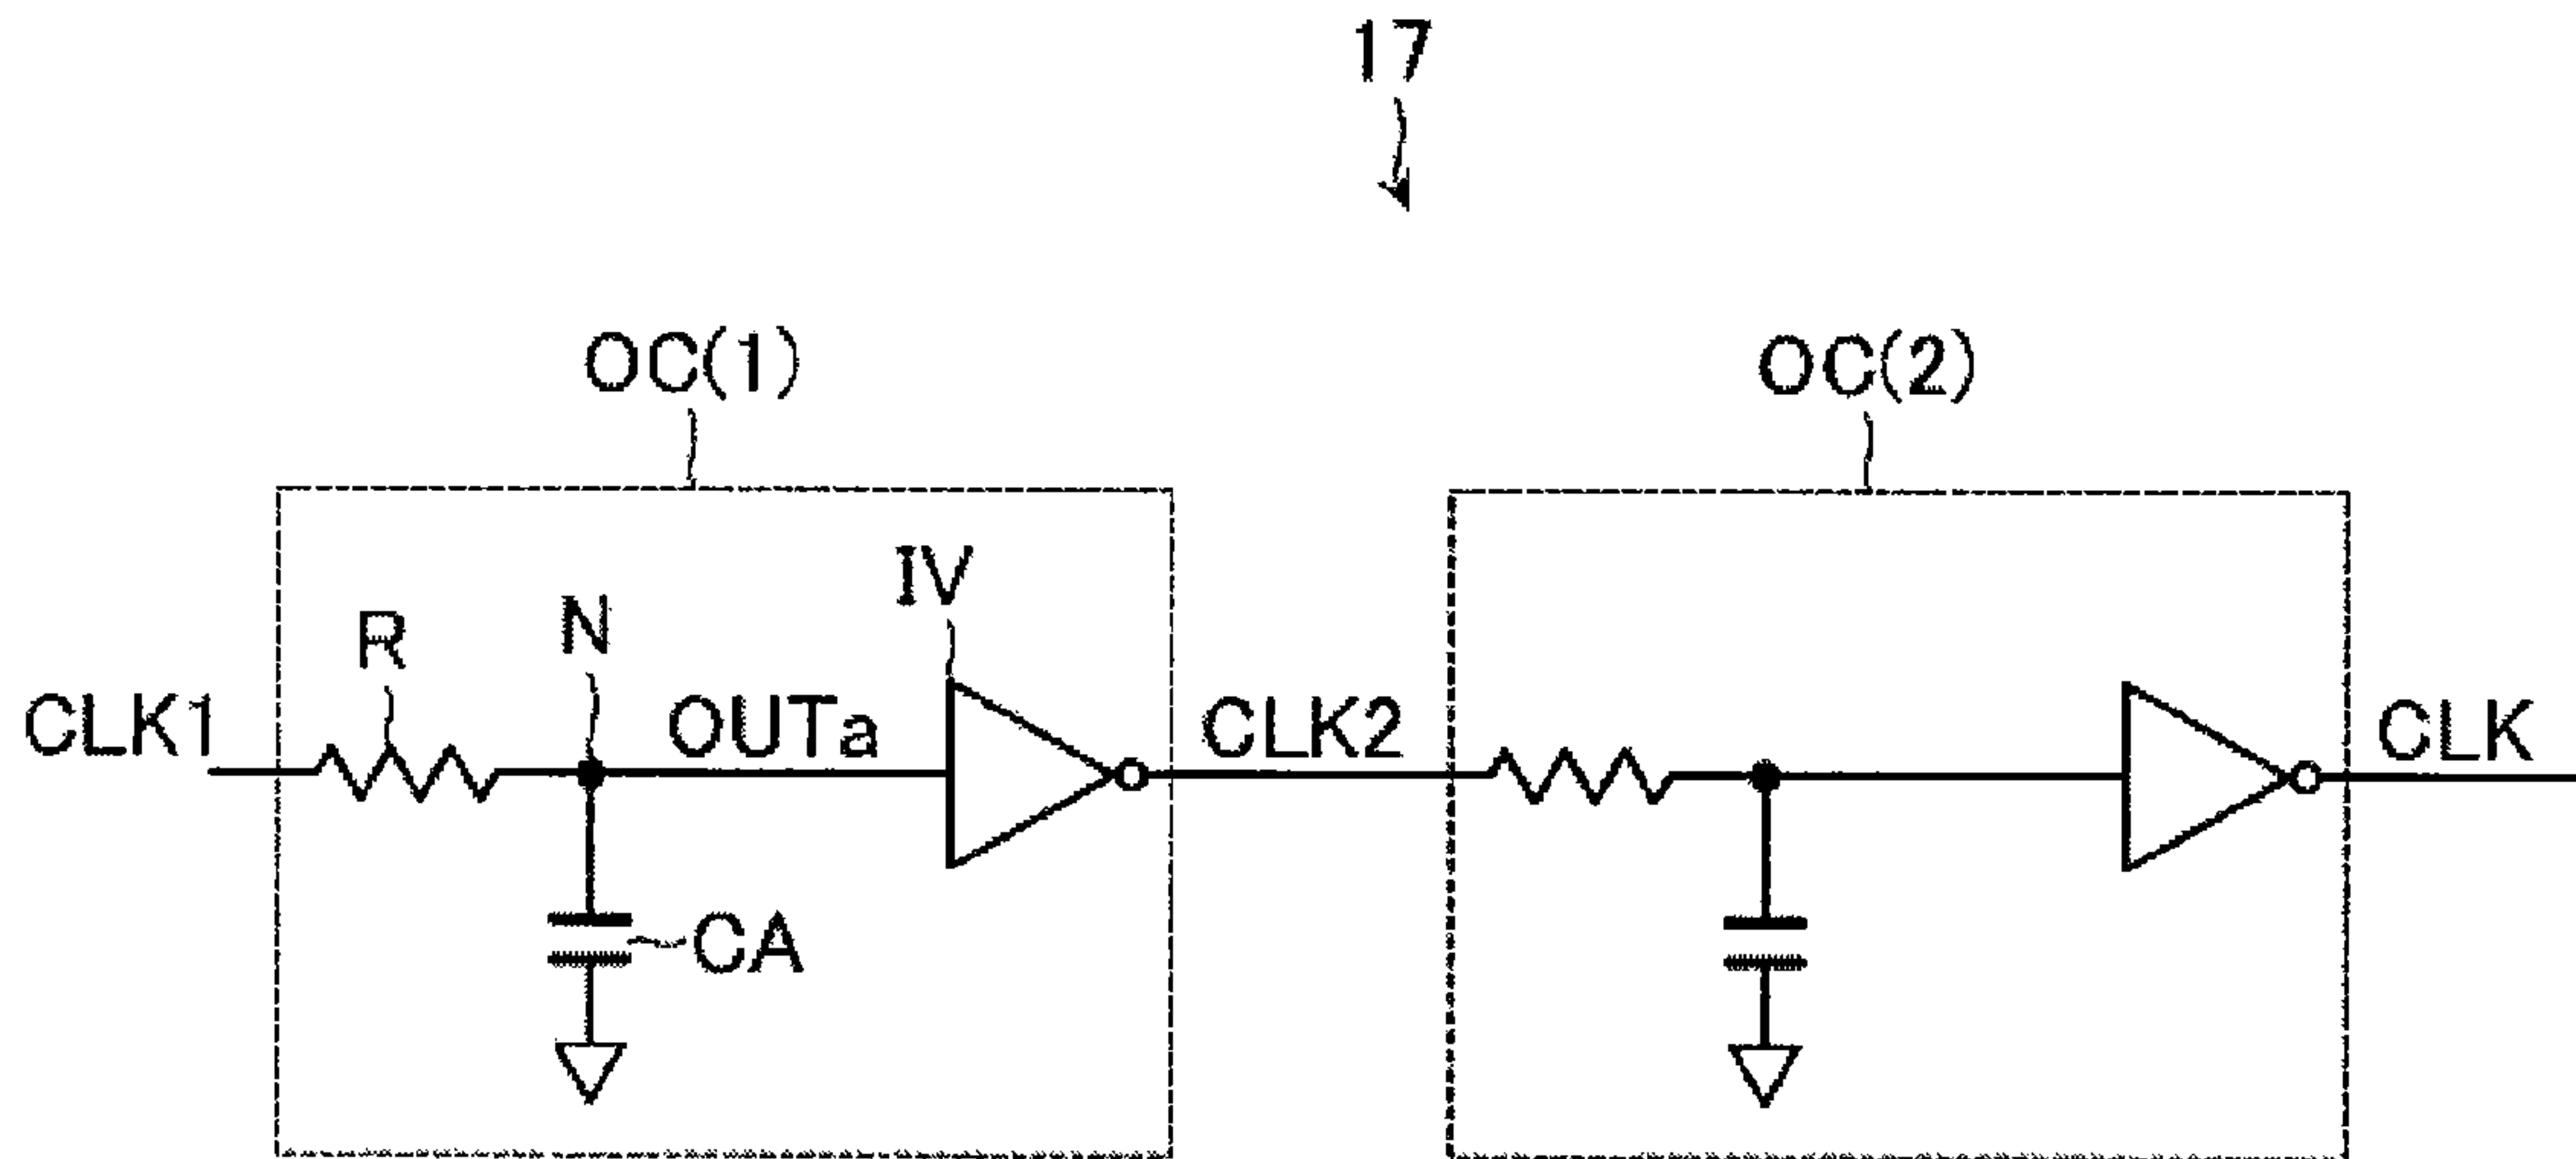 17
OC(1)
OC(2)
IV
R
N
CLK1
OUTa
CLK2
CLK
CA